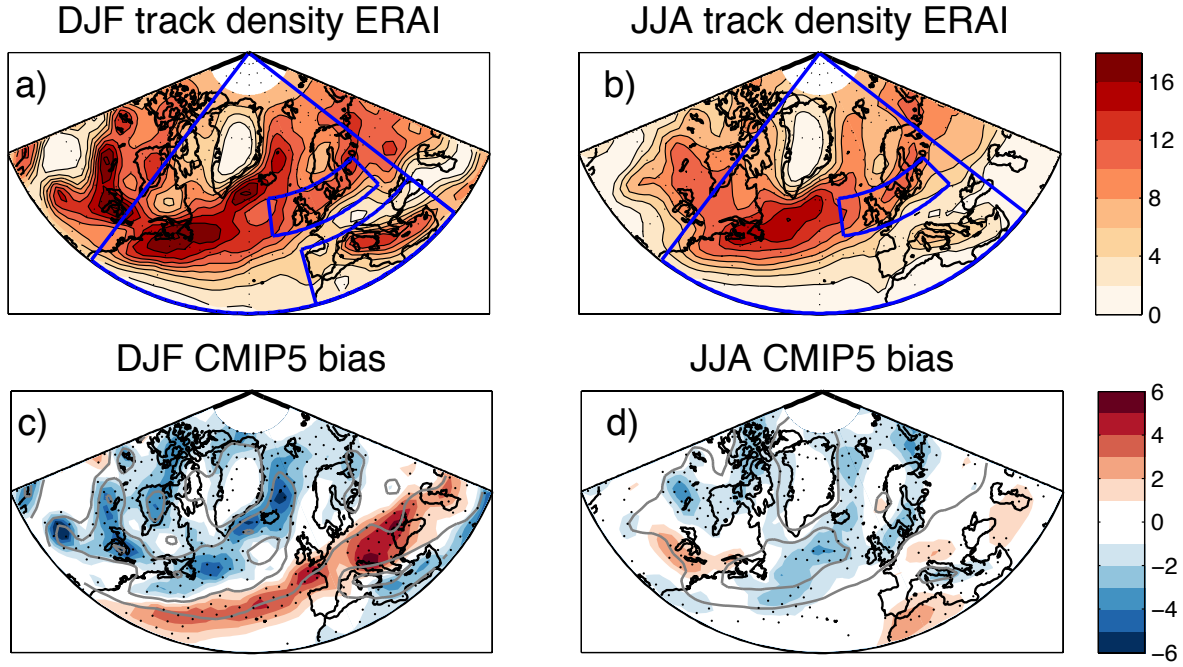 DJF track density ERAI
JJA track density ERAI
a)
b)
16
12
8
4
0
DJF CMIP5 bias
JJA CMIP5 bias
c)
d)
6
4
2
0
−2
−4
−6